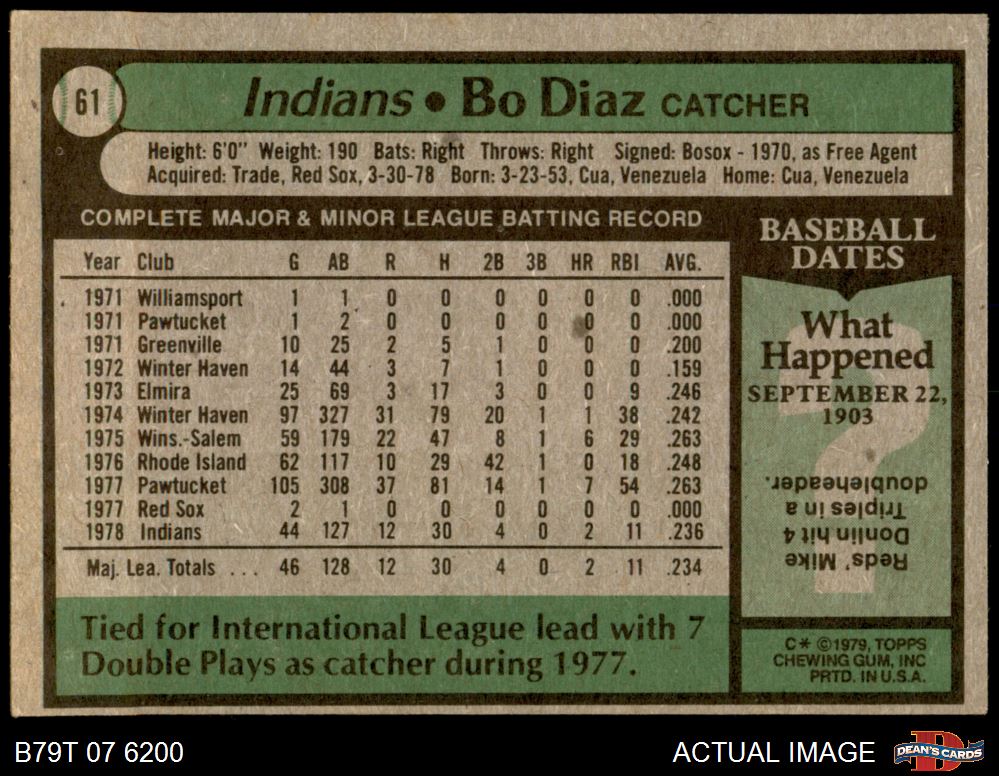 61
Indians • Bo Diaz CATCHER
Height: 6'0" Weight: 190 Bats: Right Throws: Right Signed: Bosox - 1970, as Free Agent
Acquired: Trade, Red Sox, 3-30-78 Born: 3-23-53, Cua, Venezuela Home: Cua, Venezuela
COMPLETE MAJOR & MINOR LEAGUE BATTING RECORD
Year Club G AB R H 2B 3B HR RBI AVG.
1971 Williamsport 1 1 0 0 0 0 0 0 .000
1971 Pawtucket 1 2 0 0 0 0 0 0 .000
1971 Greenville 10 25 2 5 1 0 0 0 .200
1972 Winter Haven 14 44 3 7 1 0 0 0 .159
1973 Elmira 25 69 3 17 3 0 0 9 .246
1974 Winter Haven 97 327 31 79 20 1 1 38 .242
1975 Wins.-Salem 59 179 22 47 8 1 6 29 .263
1976 Rhode Island 62 117 10 29 42 1 0 18 .248
1977 Pawtucket 105 308 37 81 14 1 7 54 .263
1977 Red Sox 2 1 0 0 0 0 0 0 .000
1978 Indians 44 127 12 30 4 0 2 11 .236
Maj. Lea. Totals ... 46 128 12 30 4 0 2 11 .234
Tied for International League lead with 7
Double Plays as catcher during 1977.
BASEBALL
DATES
What
Happened
SEPTEMBER 22,
1903
Reds' Mike
Donlin hit 4
Triples in a
doubleheader.
C* ©1979, TOPPS
CHEWING GUM, INC
PRTD. IN U.S.A.
B79T 07 6200
ACTUAL IMAGE
D
DEAN'S CARDS